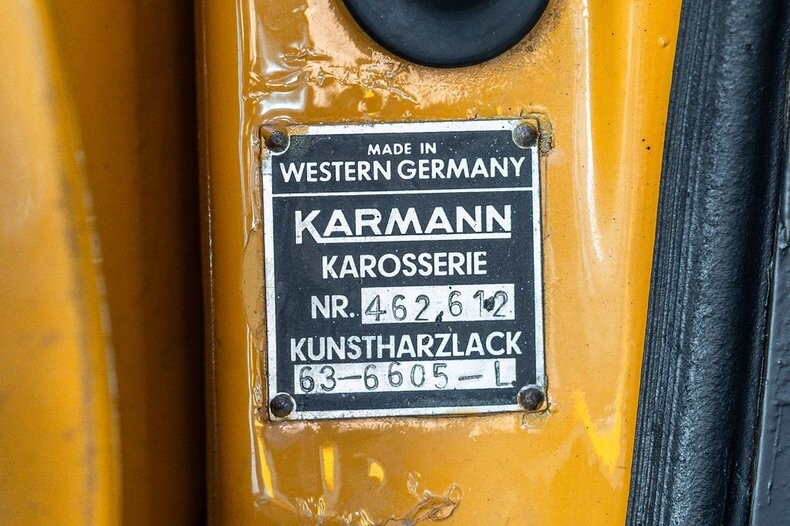 MADE IN
WESTERN GERMANY
KARMANN
KAROSSERIE
NR. 462.612
KUNSTHARZLACK
63-6605-L